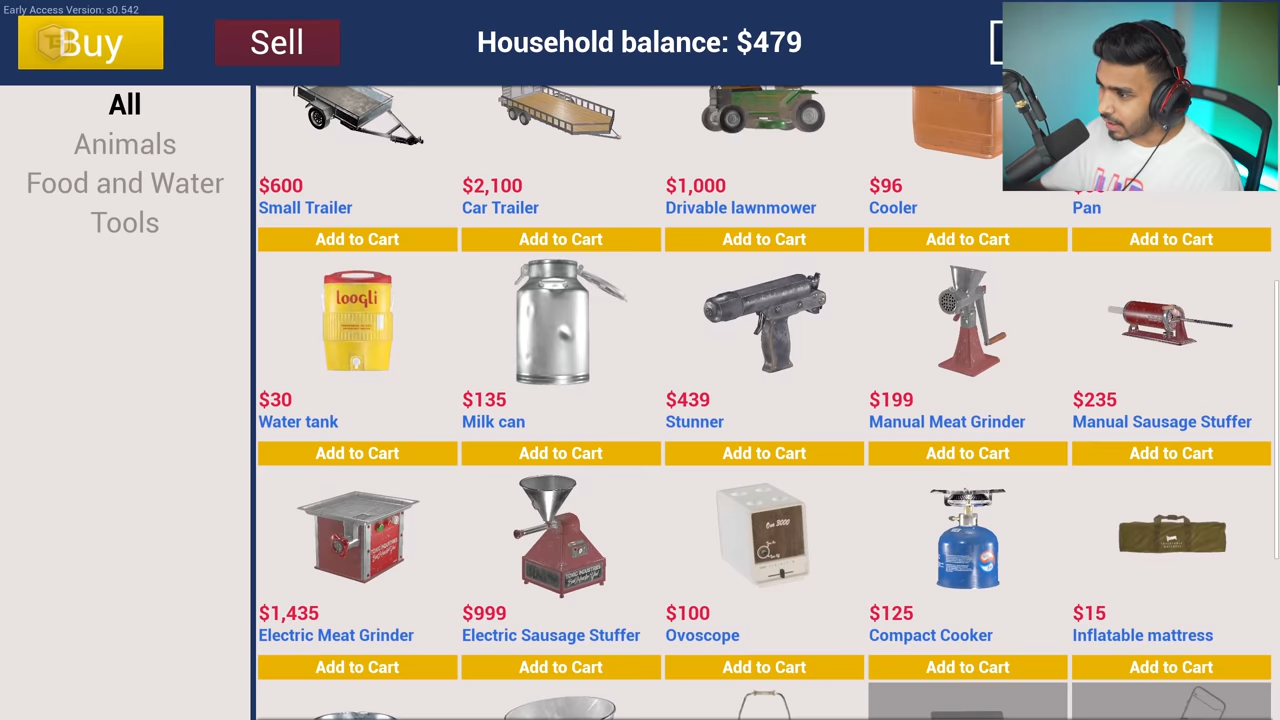 Early Access Version: s0.542
Buy
Sell
Household balance: $479
All
Animals
Food and Water
Tools
$600
Small Trailer
Add to Cart
$2,100
Car Trailer
Add to Cart
$1,000
Drivable lawnmower
Add to Cart
$96
Cooler
Add to Cart
Pan
Add to Cart
loogli
$30
Water tank
Add to Cart
$135
Milk can
Add to Cart
$439
Stunner
Add to Cart
$199
Manual Meat Grinder
Add to Cart
$235
Manual Sausage Stuffer
Add to Cart
$1,435
Electric Meat Grinder
Add to Cart
$999
Electric Sausage Stuffer
Add to Cart
Ovo 3000
$100
Ovoscope
Add to Cart
$125
Compact Cooker
Add to Cart
$15
Inflatable mattress
Add to Cart